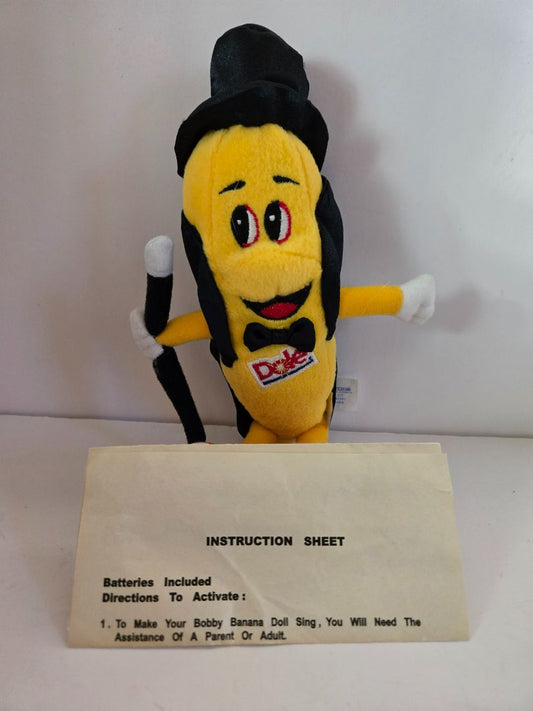 Dole
INSTRUCTION SHEET
Batteries Included
Directions To Activate :
1. To Make Your Bobby Banana Doll Sing, You Will Need The
Assistance Of A Parent Or Adult.